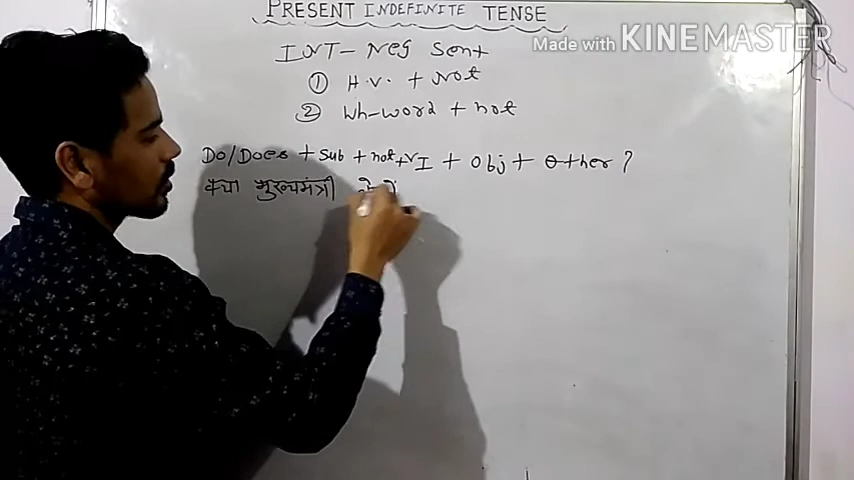 PRESENT INDEFINITE TENSE
Made with KINEMASTER
INT- Neg Sent
① H.V. + Not
② Wh-word + not
Do/Does + Sub + not + VI + Obj + Other ?
क्या मुख्यमंत्री